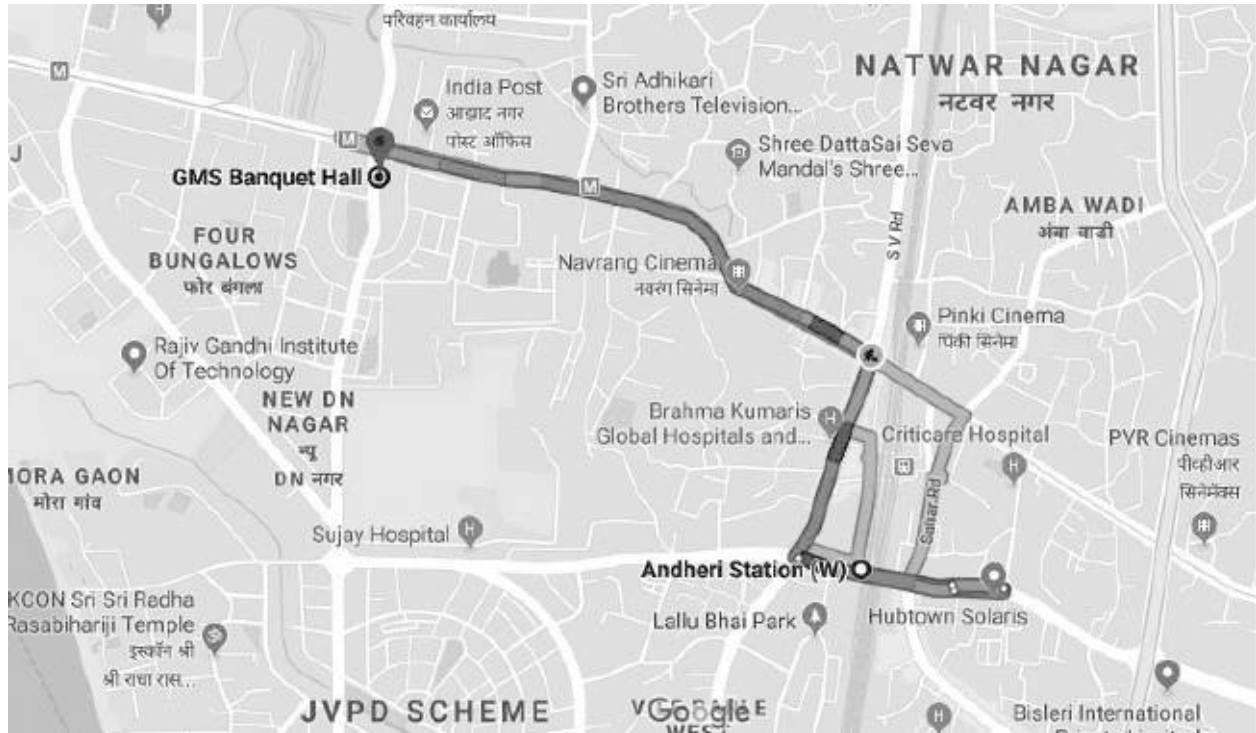 परिवहन कार्यालय
NATWAR NAGAR
नटवर नगर
India Post
आझाद नगर
पोस्ट ऑफिस
Sri Adhikari
Brothers Television...
Shree DattaSai Seva
Mandal's Shree...
GMS Banquet Hall
J
AMBA WADI
अंबा वाडी
S V Rd
FOUR
BUNGALOWS
फोर बंगला
Navrang Cinema
नवरंग सिनेमा
Pinki Cinema
पिंकी सिनेमा
Rajiv Gandhi Institute
Of Technology
NEW DN
NAGAR
न्यू
DN नगर
Brahma Kumaris
Global Hospitals and...
Criticare Hospital
PVR Cinemas
पीव्हीआर
सिनेमॅक्स
MORA GAON
मोरा गांव
Sahar Rd
Sujay Hospital
Andheri Station (W)
KCON Sri Sri Radha
Rasabihariji Temple
इस्कॉन श्री
श्री राधा रास...
Lallu Bhai Park
Hubtown Solaris
JVPD SCHEME
Google
WEST
Bisleri International